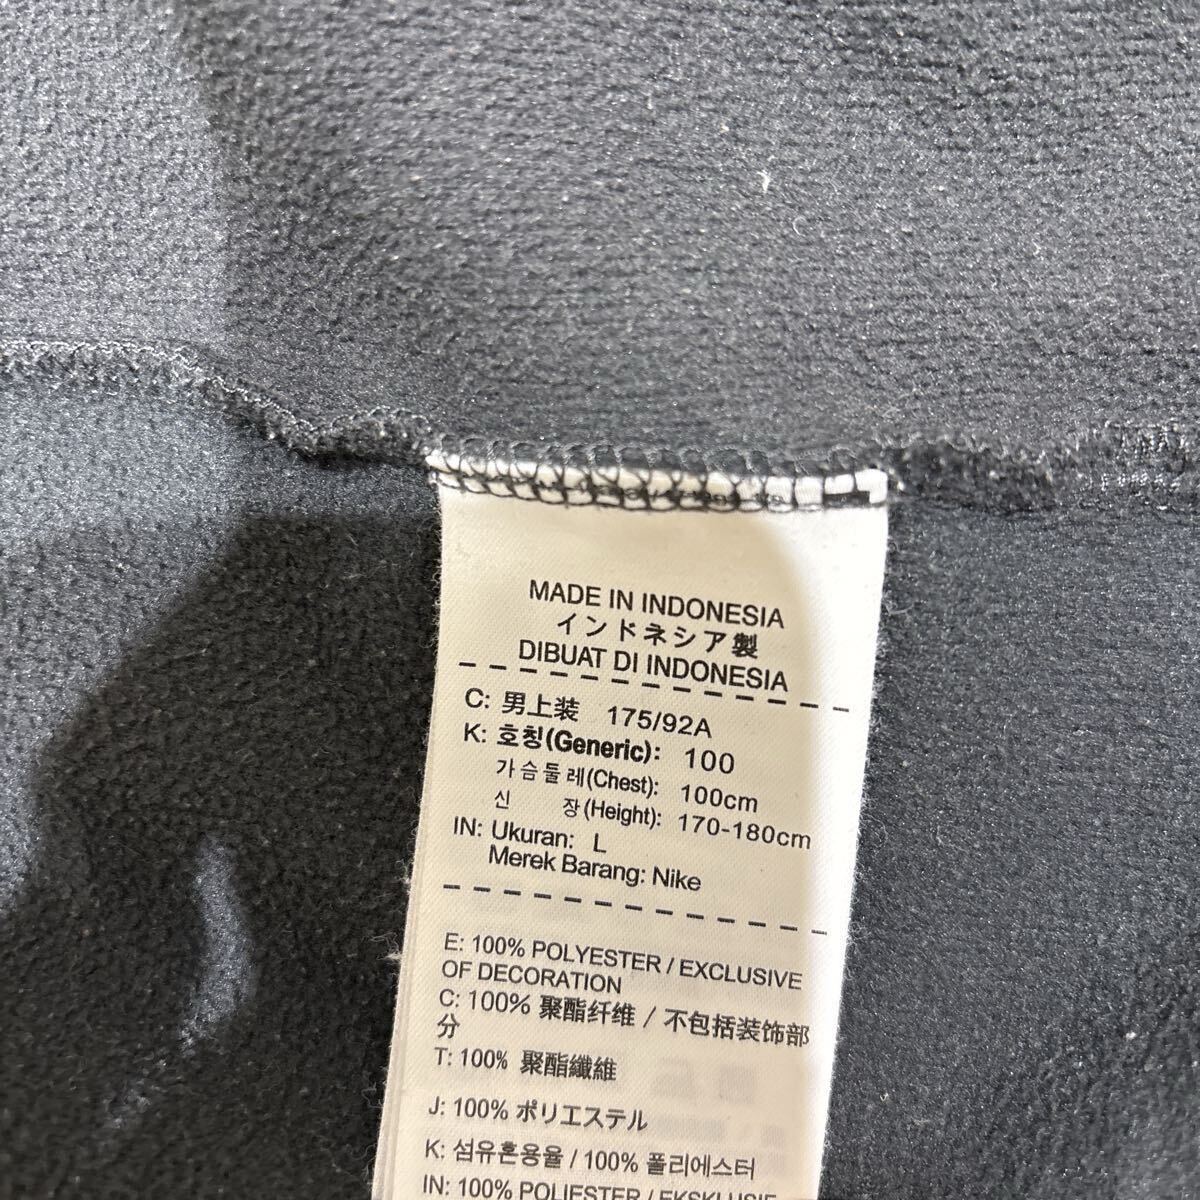 MADE IN INDONESIA
インドネシア製
DIBUAT DI INDONESIA
C: 男上装 175/92A
K: 호칭(Generic): 100
가슴둘레(Chest): 100cm
신 장(Height): 170-180cm
IN: Ukuran: L
Merek Barang: Nike
E: 100% POLYESTER / EXCLUSIVE
OF DECORATION
C: 100% 聚酯纤维 / 不包括装饰部
分
T: 100% 聚酯纖維
J: 100% ポリエステル
K: 섬유혼용율 / 100% 폴리에스터
IN: 100% POLIESTER / EKSKLUSIF